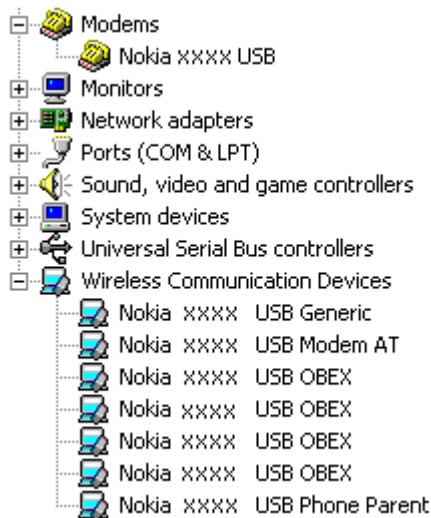 Modems
Nokia xxxx USB
Monitors
Network adapters
Ports (COM & LPT)
Sound, video and game controllers
System devices
Universal Serial Bus controllers
Wireless Communication Devices
Nokia xxxx USB Generic
Nokia xxxx USB Modem AT
Nokia xxxx USB OBEX
Nokia xxxx USB OBEX
Nokia xxxx USB OBEX
Nokia xxxx USB OBEX
Nokia xxxx USB Phone Parent